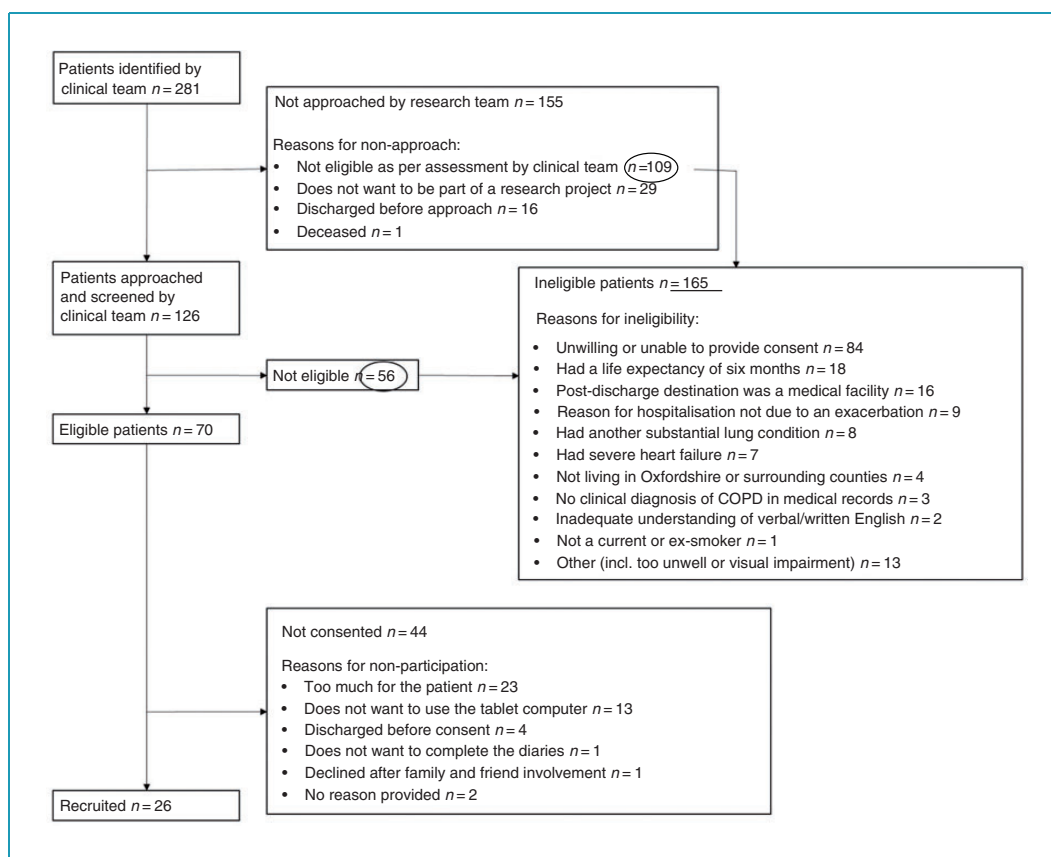 Patients identified by
clinical team n = 281
Not approached by research team n = 155
Reasons for non-approach:
• Not eligible as per assessment by clinical team n=109
• Does not want to be part of a research project n = 29
• Discharged before approach n = 16
• Deceased n = 1
Patients approached
and screened by
clinical team n = 126
Ineligible patients n = 165
Reasons for ineligibility:
• Unwilling or unable to provide consent n = 84
• Had a life expectancy of six months n = 18
• Post-discharge destination was a medical facility n = 16
• Reason for hospitalisation not due to an exacerbation n = 9
• Had another substantial lung condition n = 8
• Had severe heart failure n = 7
• Not living in Oxfordshire or surrounding counties n = 4
• No clinical diagnosis of COPD in medical records n = 3
• Inadequate understanding of verbal/written English n = 2
• Not a current or ex-smoker n = 1
• Other (incl. too unwell or visual impairment) n = 13
Not eligible n = 56
Eligible patients n = 70
Not consented n = 44
Reasons for non-participation:
• Too much for the patient n = 23
• Does not want to use the tablet computer n = 13
• Discharged before consent n = 4
• Does not want to complete the diaries n = 1
• Declined after family and friend involvement n = 1
• No reason provided n = 2
Recruited n = 26